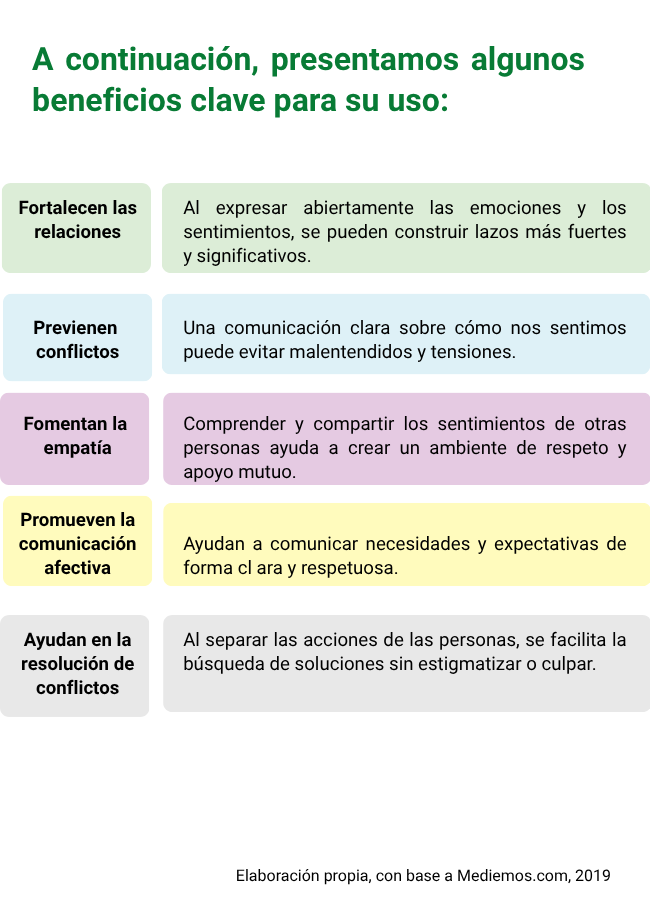 A continuación, presentamos algunos
beneficios clave para su uso:
Fortalecen las
relaciones
Al expresar abiertamente las emociones y los
sentimientos, se pueden construir lazos más fuertes
y significativos.
Previenen
conflictos
Una comunicación clara sobre cómo nos sentimos
puede evitar malentendidos y tensiones.
Fomentan la
empatía
Comprender y compartir los sentimientos de otras
personas ayuda a crear un ambiente de respeto y
apoyo mutuo.
Promueven la
comunicación
afectiva
Ayudan a comunicar necesidades y expectativas de
forma cl ara y respetuosa.
Ayudan en la
resolución de
conflictos
Al separar las acciones de las personas, se facilita la
búsqueda de soluciones sin estigmatizar o culpar.
Elaboración propia, con base a Mediemos.com, 2019